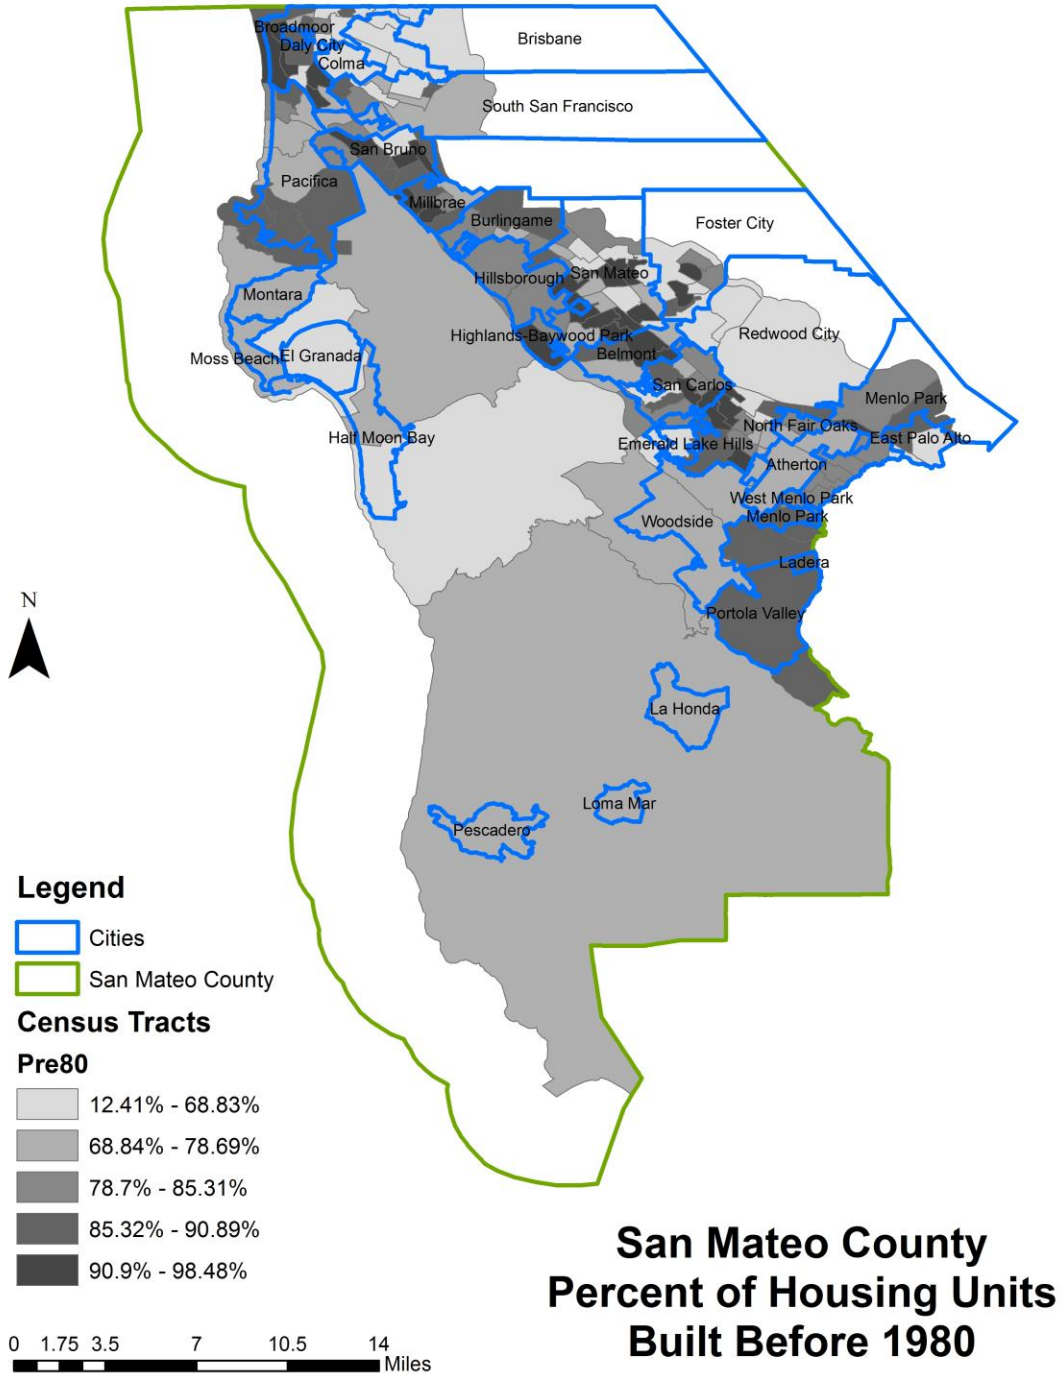 Broadmoor
Daly City
Colma
Brisbane
South San Francisco
San Bruno
Pacifica
Millbrae
Burlingame
Foster City
San Mateo
Hillsborough
Montara
Redwood City
Highlands-Baywood Park
Moss Beach
El Granada
Belmont
San Carlos
Menlo Park
North Fair Oaks
Half Moon Bay
East Palo Alto
Emerald Lake Hills
Atherton
West Menlo Park
Menlo Park
Woodside
Ladera
N
Portola Valley
La Honda
Loma Mar
Pescadero
Legend
Cities
San Mateo County
Census Tracts
Pre80
12.41% - 68.83%
68.84% - 78.69%
78.7% - 85.31%
85.32% - 90.89%
90.9% - 98.48%
San Mateo County
Percent of Housing Units
Built Before 1980
0 1.75 3.5 7 10.5 14
Miles